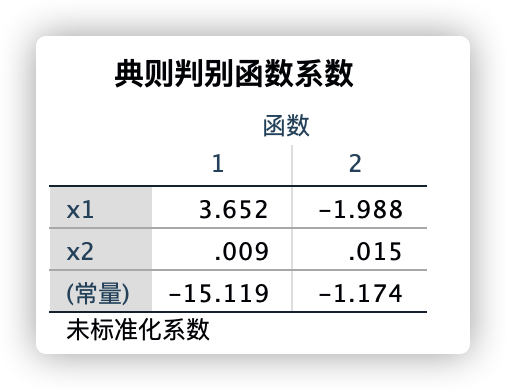 典则判别函数系数
函数
1 2
x1 3.652 -1.988
x2 .009 .015
(常量) -15.119 -1.174
未标准化系数